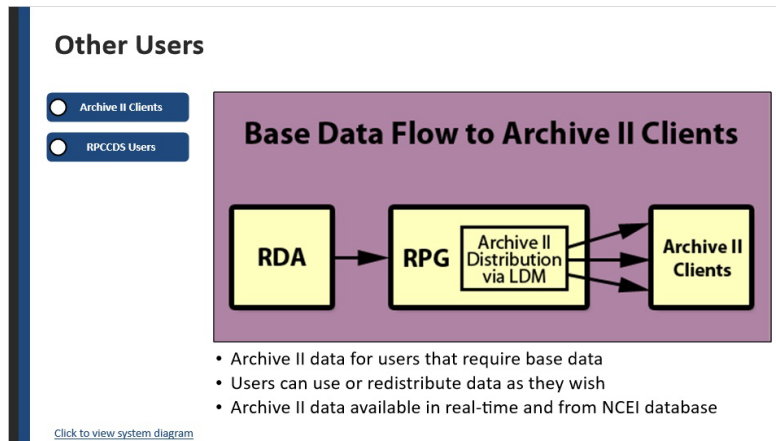 Other Users
Archive II Clients
RPCCDS Users
Base Data Flow to Archive II Clients
RDA
RPG
Archive II
Distribution
via LDM
Archive II
Clients
• Archive II data for users that require base data
• Users can use or redistribute data as they wish
• Archive II data available in real-time and from NCEI database
Click to view system diagram